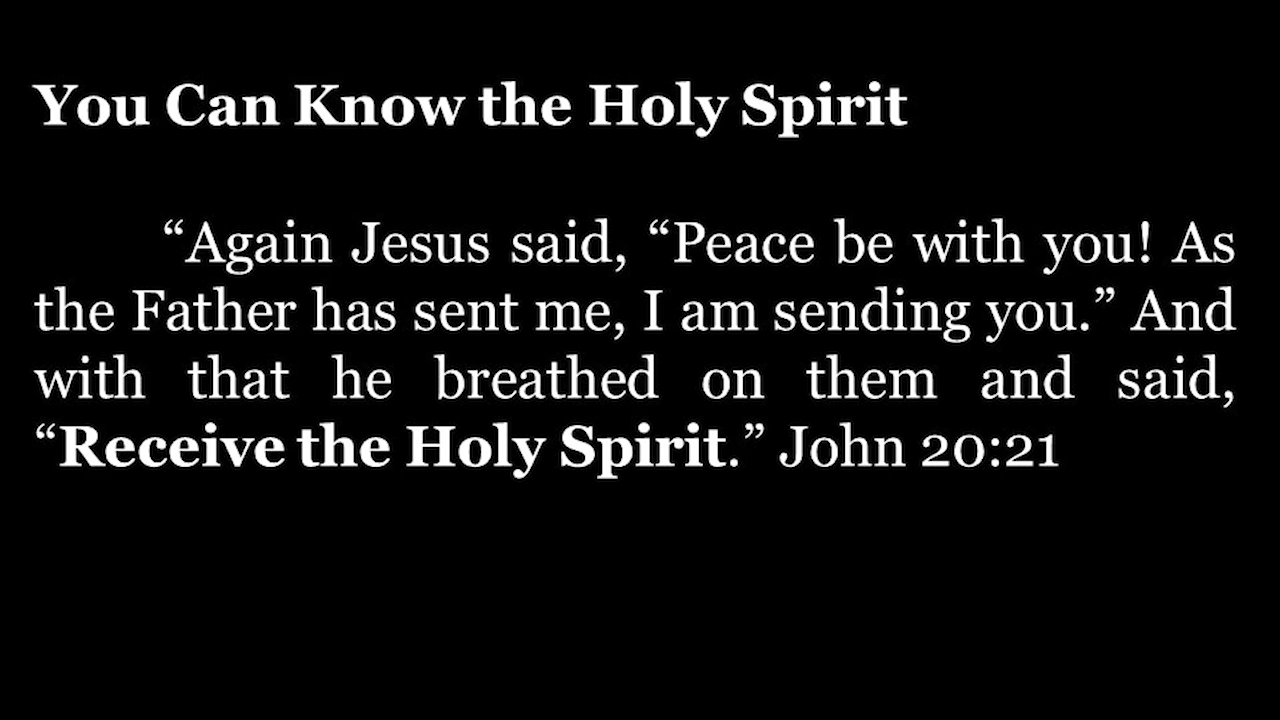 You Can Know the Holy Spirit
“Again Jesus said, “Peace be with you! As
the Father has sent me, I am sending you.” And
with that he breathed on them and said,
“Receive the Holy Spirit.” John 20:21